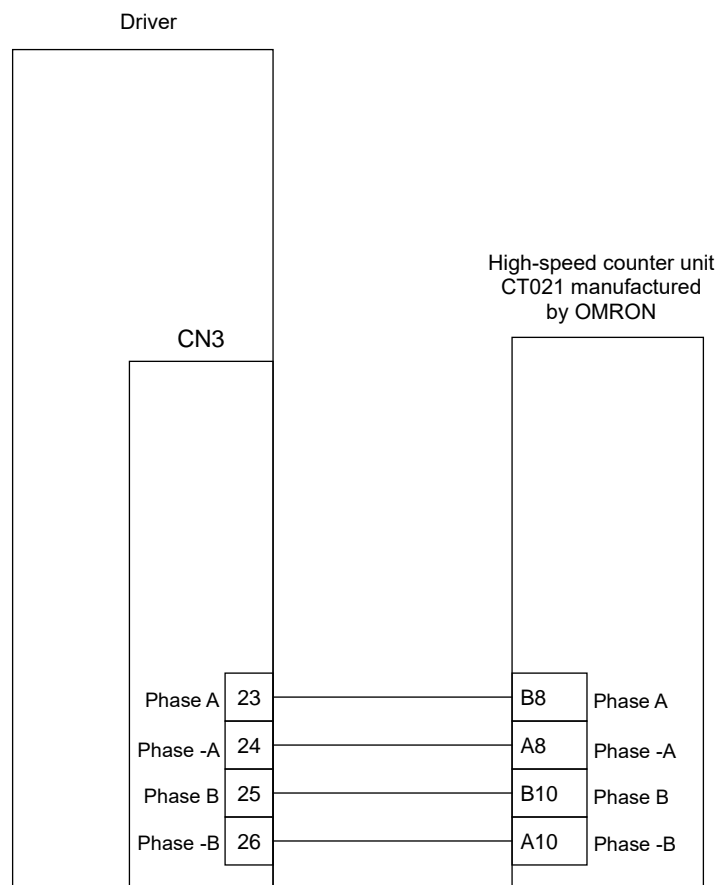 Driver
High-speed counter unit
CT021 manufactured
by OMRON
CN3
Phase A 23 B8 Phase A
Phase -A 24 A8 Phase -A
Phase B 25 B10 Phase B
Phase -B 26 A10 Phase -B